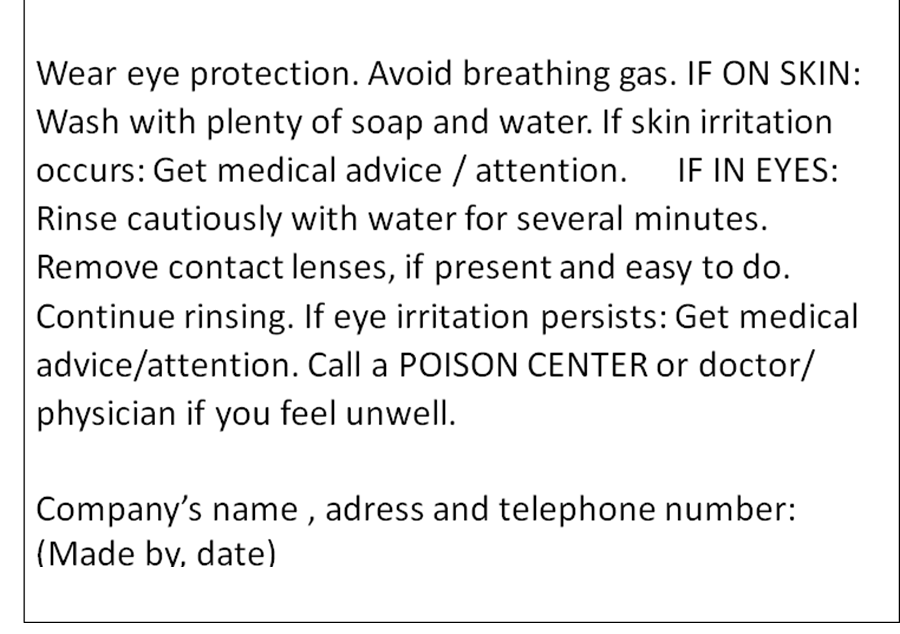 Wear eye protection. Avoid breathing gas. IF ON SKIN:
Wash with plenty of soap and water. If skin irritation
occurs: Get medical advice / attention.     IF IN EYES:
Rinse cautiously with water for several minutes.
Remove contact lenses, if present and easy to do.
Continue rinsing. If eye irritation persists: Get medical
advice/attention. Call a POISON CENTER or doctor/
physician if you feel unwell.
Company’s name , adress and telephone number:
(Made by, date)